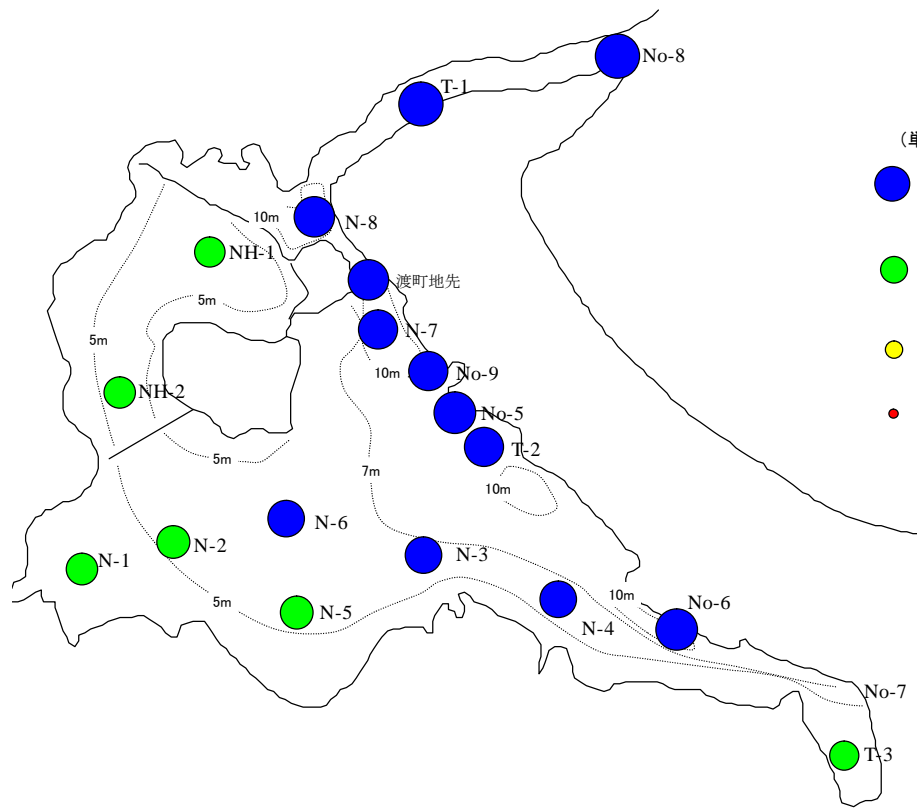 No-8
T-1
(単
10m
N-8
NH-1
渡町地先
5m
N-7
5m
10m
No-9
NH-2
No-5
T-2
5m
7m
10m
N-6
N-2
N-3
N-1
5m
N-5
10m
No-6
N-4
No-7
T-3